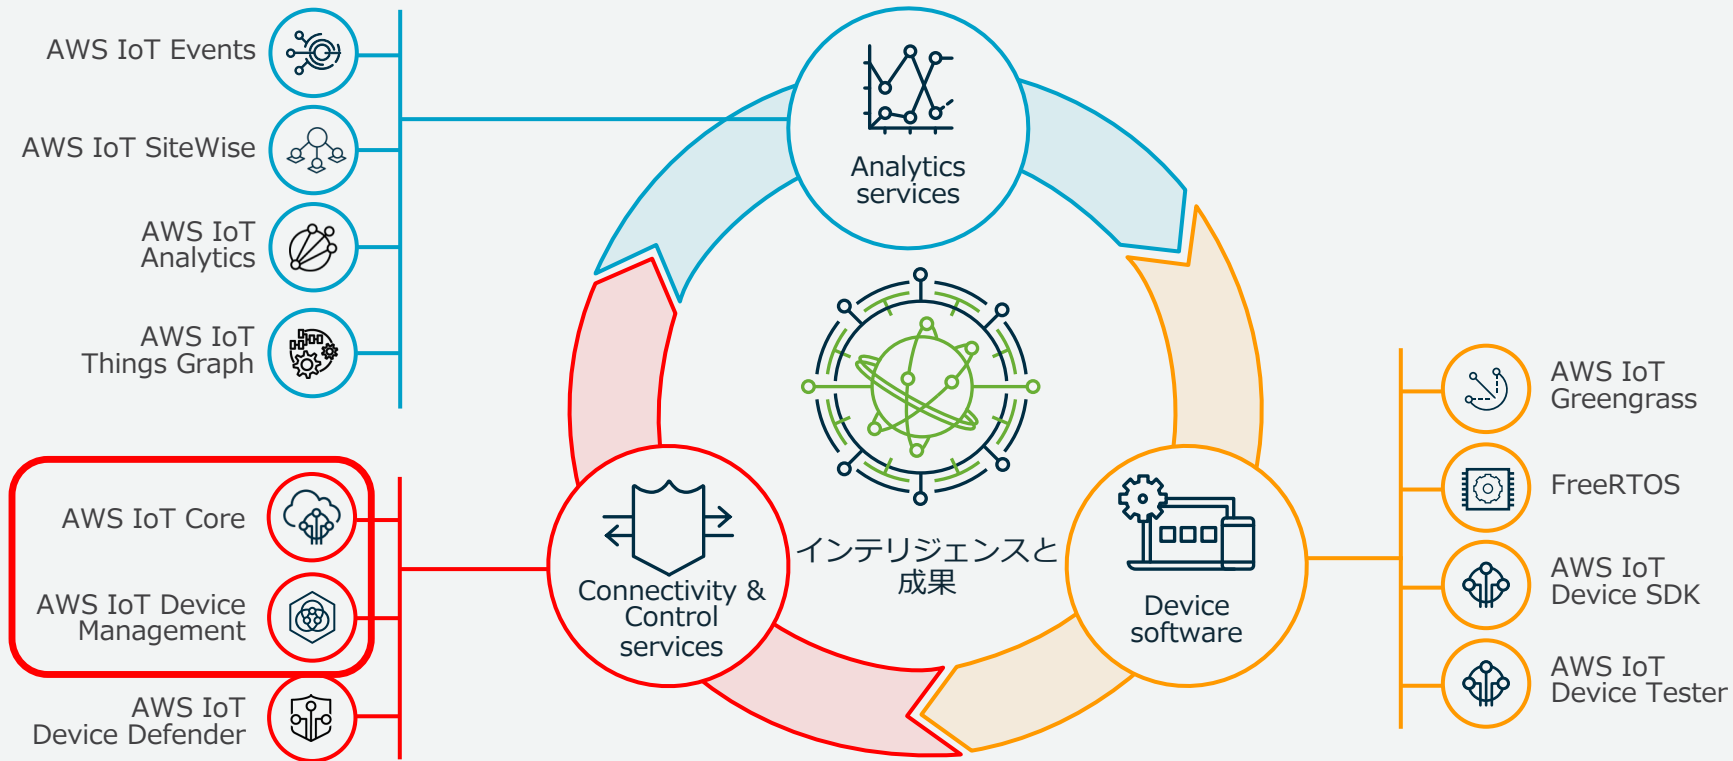 AWS IoT Events
AWS IoT SiteWise
AWS IoT
Analytics
AWS IoT
Things Graph
AWS IoT Core
AWS IoT Device
Management
AWS IoT
Device Defender
Analytics
services
インテリジェンスと
成果
Connectivity &
Control
services
Device
software
AWS IoT
Greengrass
FreeRTOS
AWS IoT
Device SDK
AWS IoT
Device Tester